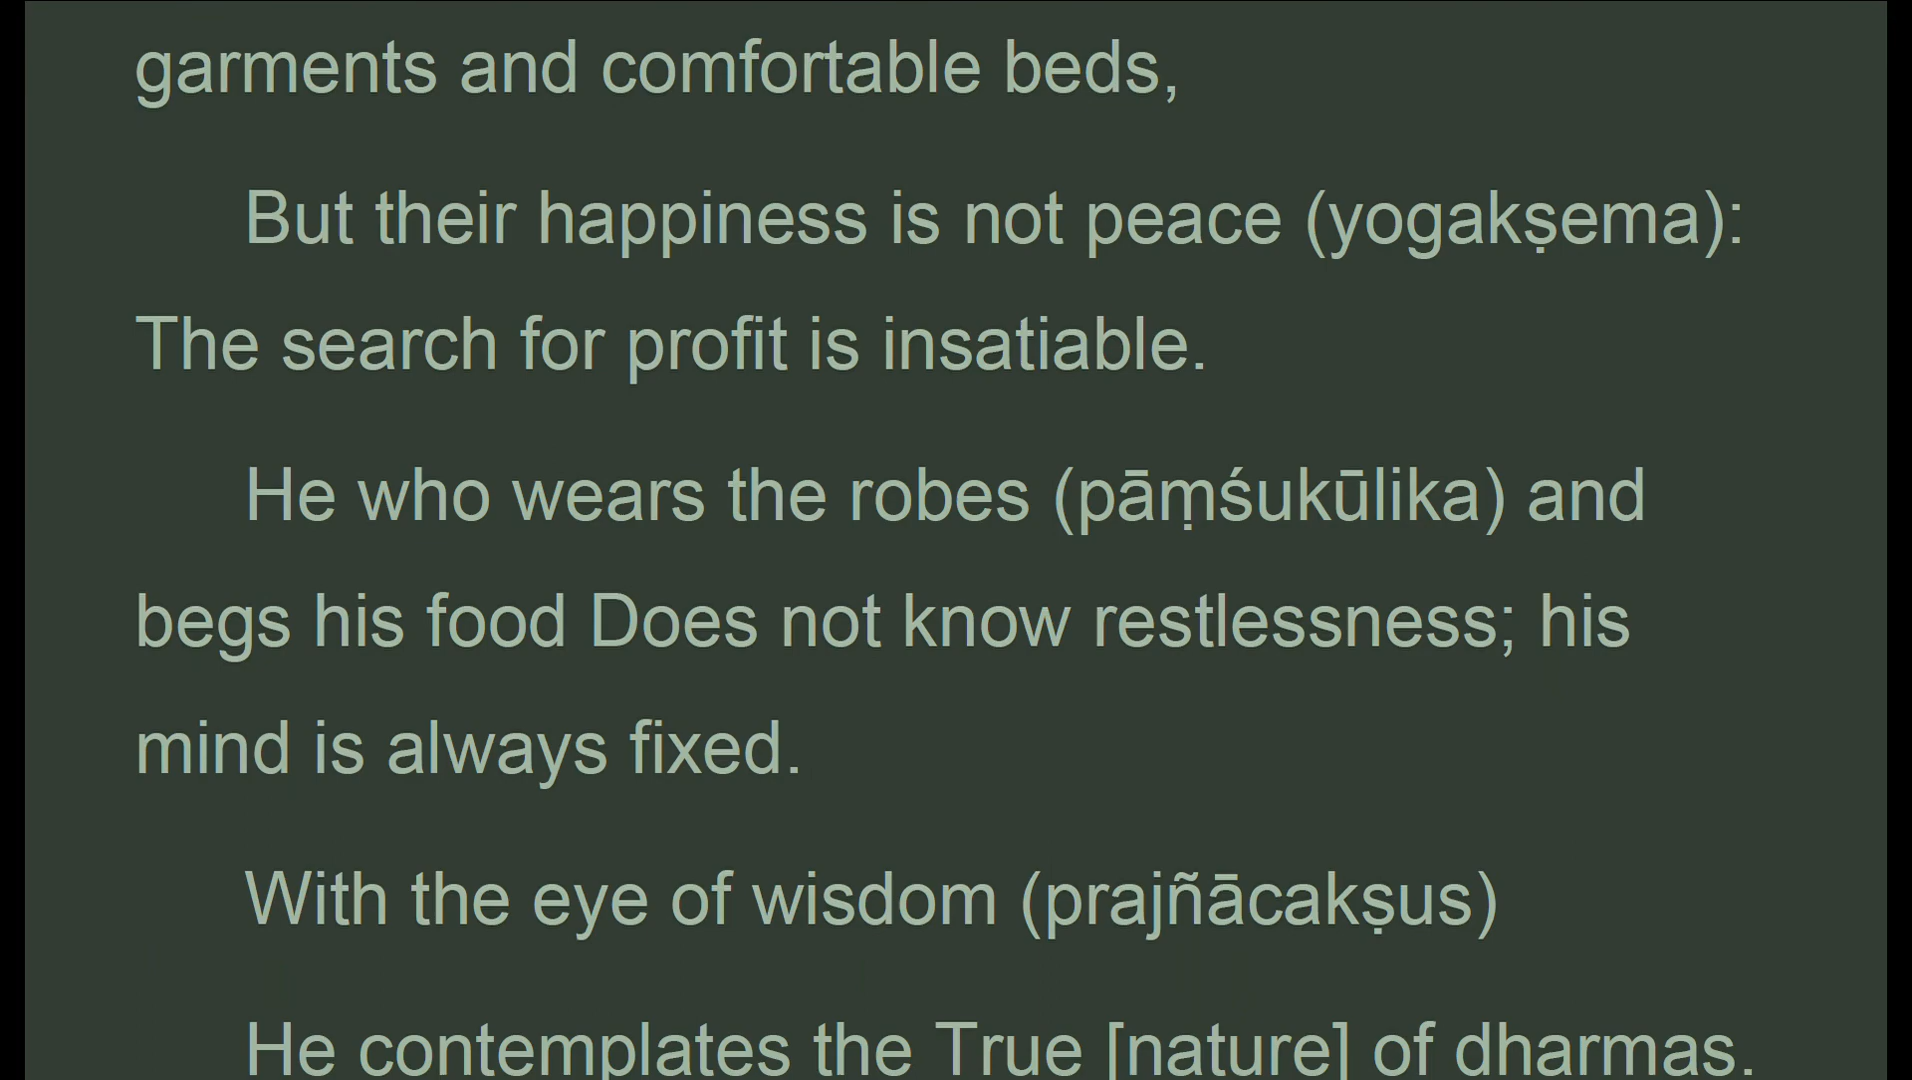 garments and comfortable beds,
But their happiness is not peace (yogakṣema):
The search for profit is insatiable.
He who wears the robes (pāṃśukūlika) and
begs his food Does not know restlessness; his
mind is always fixed.
With the eye of wisdom (prajñācakṣus)
He contemplates the True [nature] of dharmas.